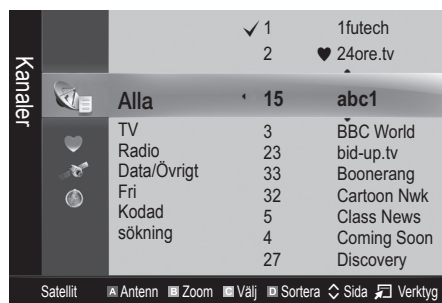 Kanaler
✓ 1 1futech
2 ♥ 24ore.tv
Alla 15 abc1
TV 3 BBC World
Radio 23 bid-up.tv
Data/Övrigt 33 Boonerang
Fri 32 Cartoon Nwk
Kodad 5 Class News
sökning 4 Coming Soon
27 Discovery
Satellit A Antenn B Zoom C Välj D Sortera Sida Verktyg